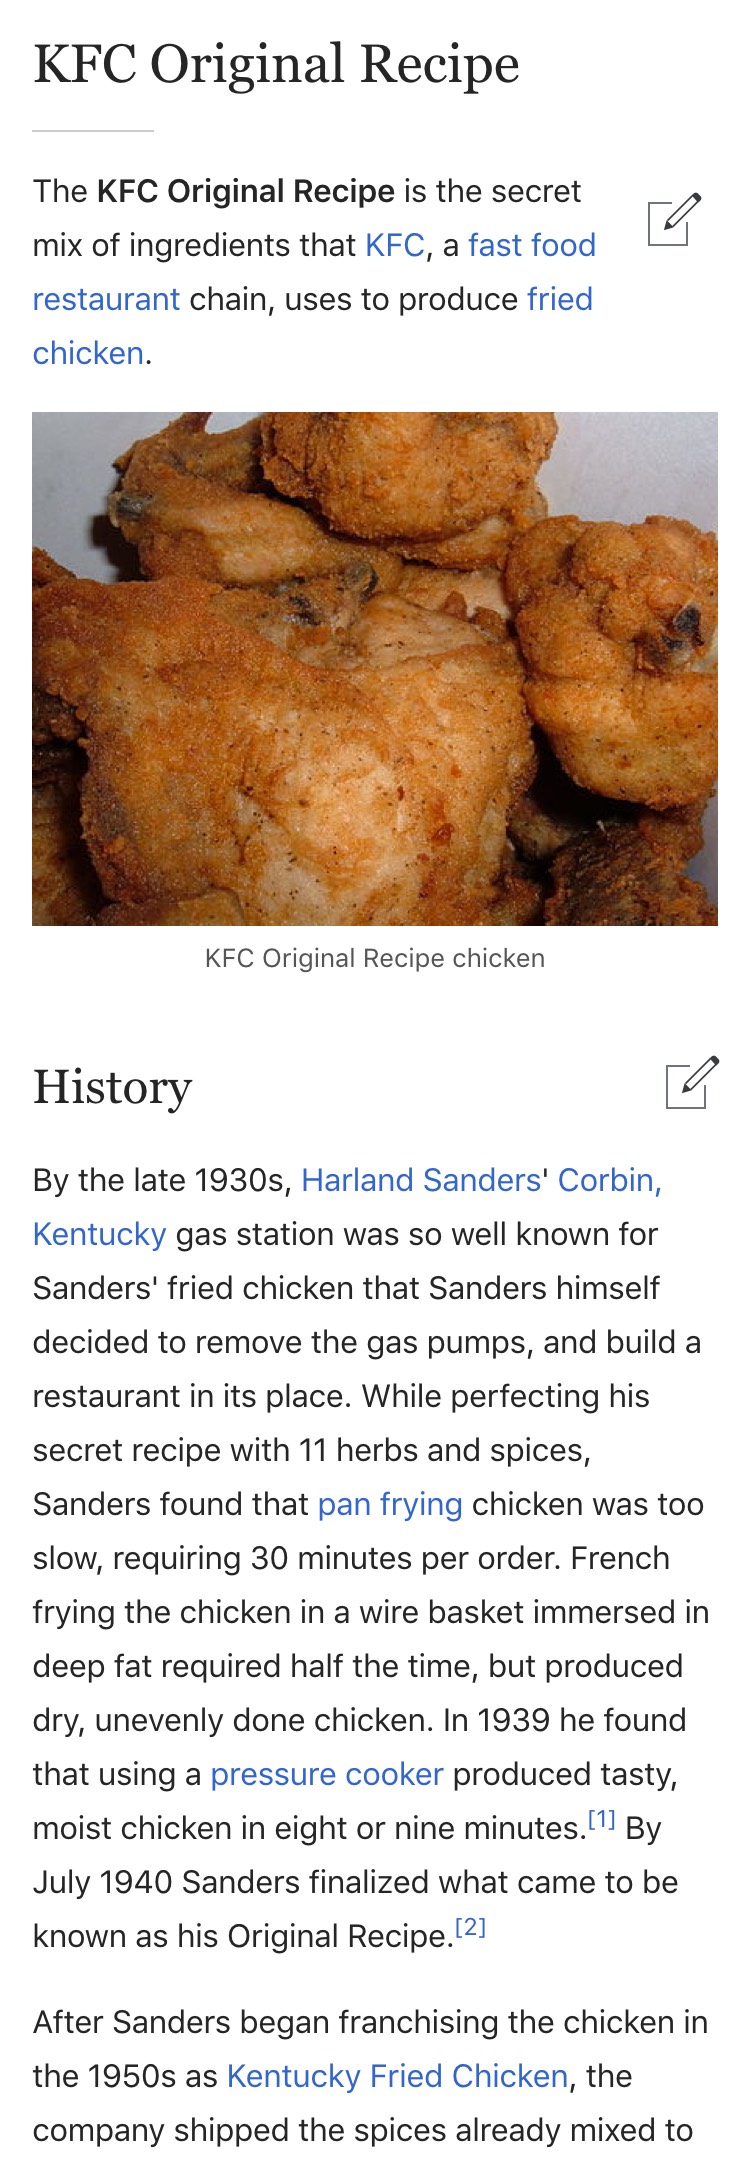 KFC Original Recipe
The KFC Original Recipe is the secret
mix of ingredients that KFC, a fast food
restaurant chain, uses to produce fried
chicken.
KFC Original Recipe chicken
History
By the late 1930s, Harland Sanders' Corbin,
Kentucky gas station was so well known for
Sanders' fried chicken that Sanders himself
decided to remove the gas pumps, and build a
restaurant in its place. While perfecting his
secret recipe with 11 herbs and spices,
Sanders found that pan frying chicken was too
slow, requiring 30 minutes per order. French
frying the chicken in a wire basket immersed in
deep fat required half the time, but produced
dry, unevenly done chicken. In 1939 he found
that using a pressure cooker produced tasty,
moist chicken in eight or nine minutes.[1] By
July 1940 Sanders finalized what came to be
known as his Original Recipe.[2]
After Sanders began franchising the chicken in
the 1950s as Kentucky Fried Chicken, the
company shipped the spices already mixed to